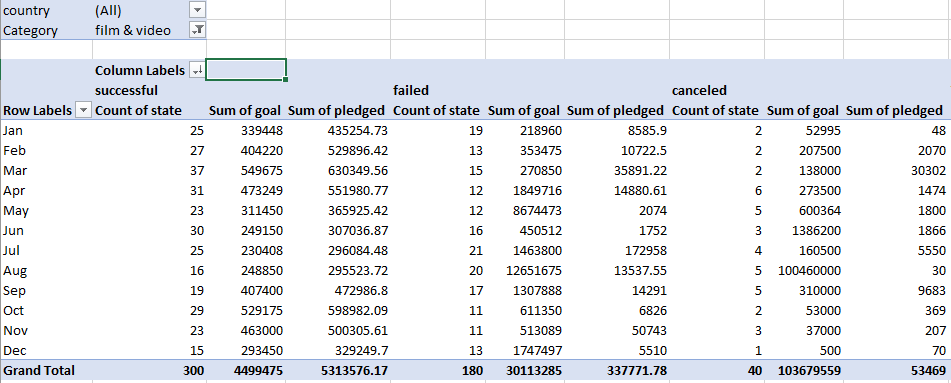 country (All)
Category film & video
Column Labels
successful failed canceled
Row Labels Count of state Sum of goal Sum of pledged Count of state Sum of goal Sum of pledged Count of state Sum of goal Sum of pledged
Jan 25 339448 435254.73 19 218960 8585.9 2 52995 48
Feb 27 404220 529896.42 13 353475 10722.5 2 207500 2070
Mar 37 549675 630349.56 15 270850 35891.22 2 138000 30302
Apr 31 473249 551980.77 12 1849716 14880.61 6 273500 1474
May 23 311450 365925.42 12 8674473 2074 5 600364 1800
Jun 30 249150 307036.87 16 450512 1752 3 1386200 1866
Jul 25 230408 296084.48 21 1463800 172958 4 160500 5550
Aug 16 248850 295523.72 20 12651675 13537.55 5 100460000 30
Sep 19 407400 472986.8 17 1307888 14291 5 310000 9683
Oct 29 529175 598982.09 11 611350 6826 2 53000 369
Nov 23 463000 500305.61 11 513089 50743 3 37000 207
Dec 15 293450 329249.7 13 1747497 5510 1 500 70
Grand Total 300 4499475 5313576.17 180 30113285 337771.78 40 103679559 53469